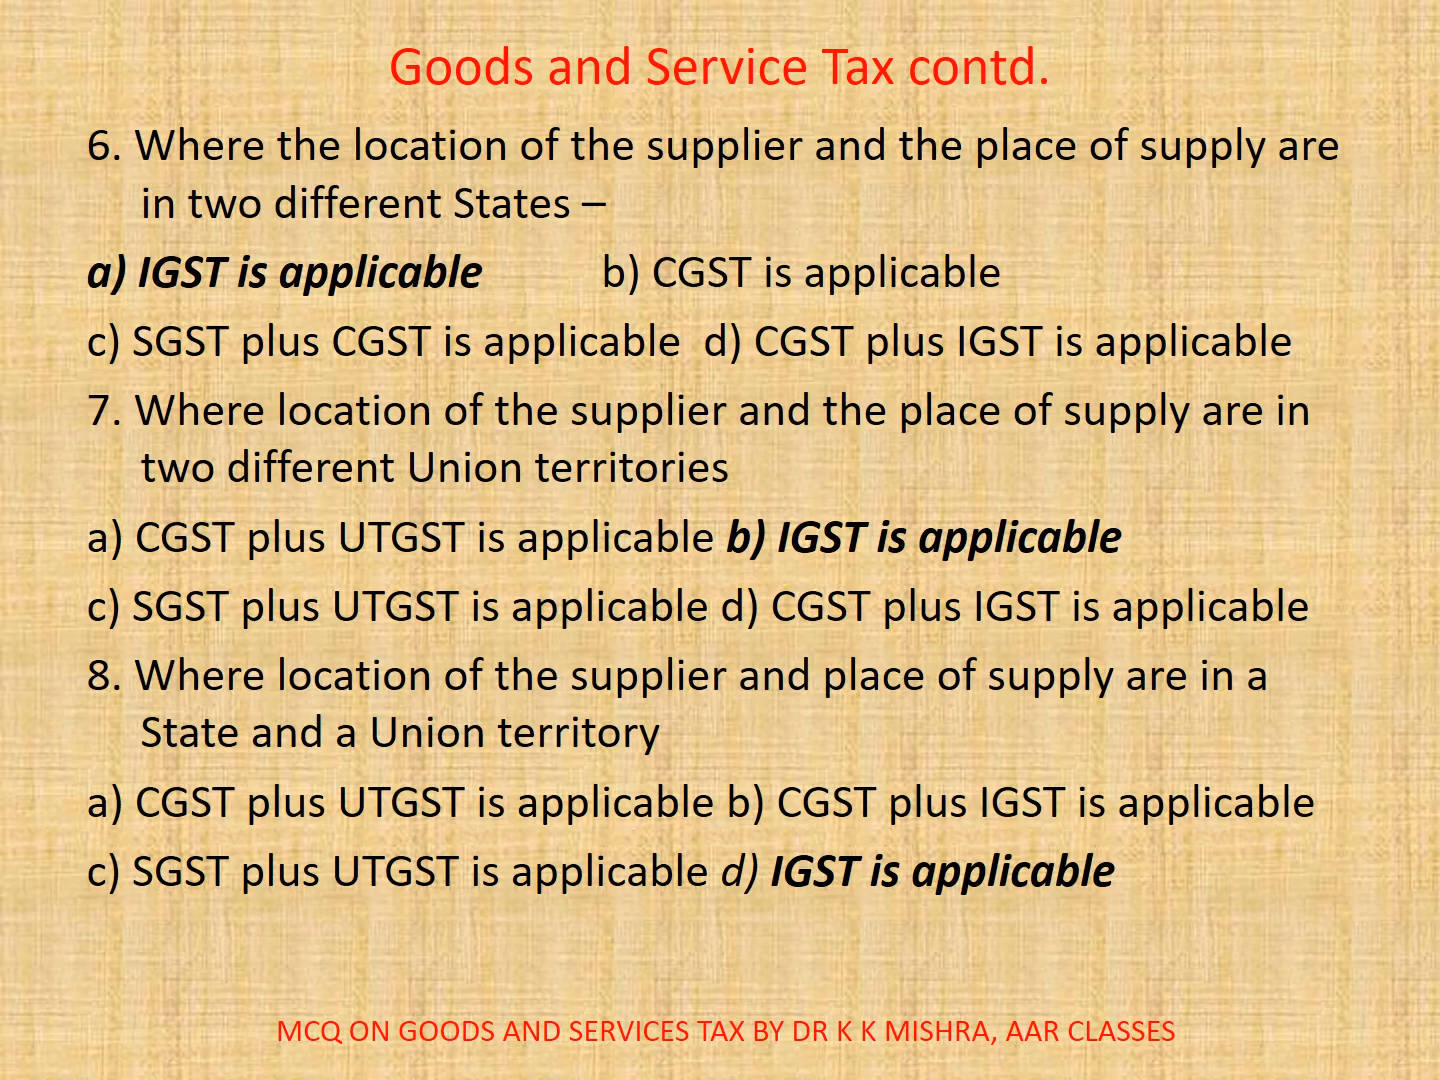 Goods and Service Tax contd.
6. Where the location of the supplier and the place of supply are
in two different States –
a) IGST is applicable b) CGST is applicable
c) SGST plus CGST is applicable d) CGST plus IGST is applicable
7. Where location of the supplier and the place of supply are in
two different Union territories
a) CGST plus UTGST is applicable b) IGST is applicable
c) SGST plus UTGST is applicable d) CGST plus IGST is applicable
8. Where location of the supplier and place of supply are in a
State and a Union territory
a) CGST plus UTGST is applicable b) CGST plus IGST is applicable
c) SGST plus UTGST is applicable d) IGST is applicable
MCQ ON GOODS AND SERVICES TAX BY DR K K MISHRA, AAR CLASSES